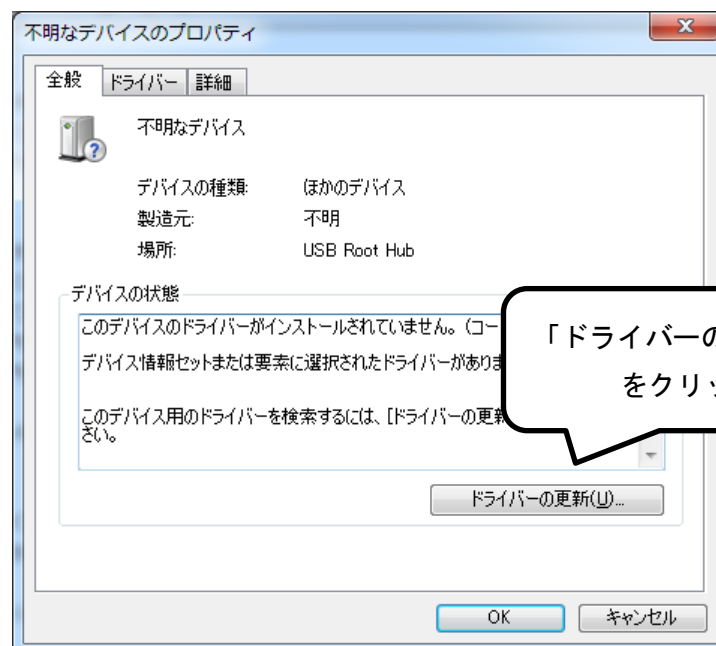 不明なデバイスのプロパティ
全般 ドライバー 詳細
不明なデバイス
デバイスの種類: ほかのデバイス
製造元: 不明
場所: USB Root Hub
デバイスの状態
このデバイスのドライバーがインストールされていません。(コー
デバイス情報セットまたは要素に選択されたドライバーがありま
このデバイス用のドライバーを検索するには、[ドライバーの更新
さい。
「ドライバーの
をクリッ
ドライバーの更新(U)...
OK キャンセル